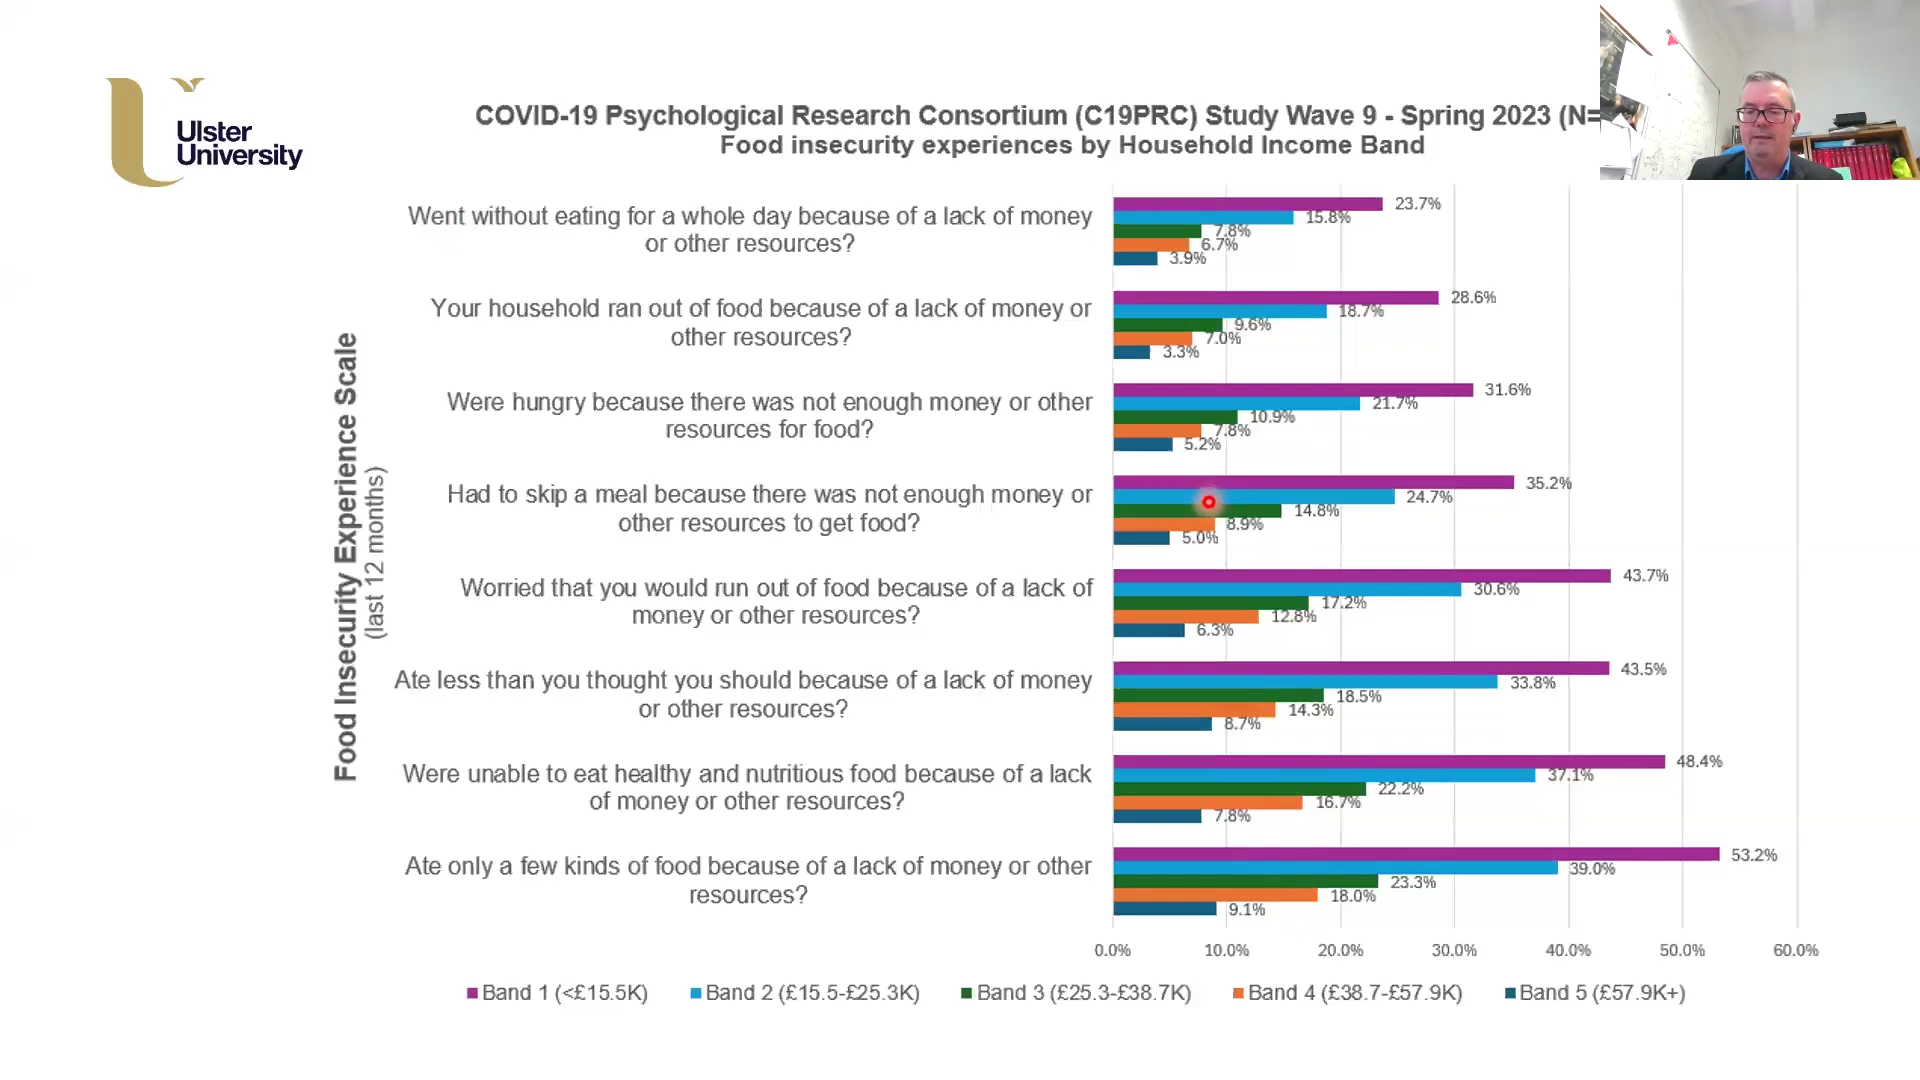 Ulster
University
COVID-19 Psychological Research Consortium (C19PRC) Study Wave 9 - Spring 2023 (N=
Food insecurity experiences by Household Income Band
Food Insecurity Experience Scale
(last 12 months)
Went without eating for a whole day because of a lack of money
or other resources?
23.7%
15.8%
7.8%
6.7%
3.9%
Your household ran out of food because of a lack of money or
other resources?
28.6%
18.7%
9.6%
7.0%
3.3%
Were hungry because there was not enough money or other
resources for food?
31.6%
21.7%
10.9%
7.8%
5.2%
Had to skip a meal because there was not enough money or
other resources to get food?
35.2%
24.7%
14.8%
8.9%
5.0%
Worried that you would run out of food because of a lack of
money or other resources?
43.7%
30.6%
17.2%
12.8%
6.3%
Ate less than you thought you should because of a lack of money
or other resources?
43.5%
33.8%
18.5%
14.3%
8.7%
Were unable to eat healthy and nutritious food because of a lack
of money or other resources?
48.4%
37.1%
22.2%
16.7%
7.8%
Ate only a few kinds of food because of a lack of money or other
resources?
53.2%
39.0%
23.3%
18.0%
9.1%
0.0% 10.0% 20.0% 30.0% 40.0% 50.0% 60.0%
Band 1 (<£15.5K) Band 2 (£15.5-£25.3K) Band 3 (£25.3-£38.7K) Band 4 (£38.7-£57.9K) Band 5 (£57.9K+)